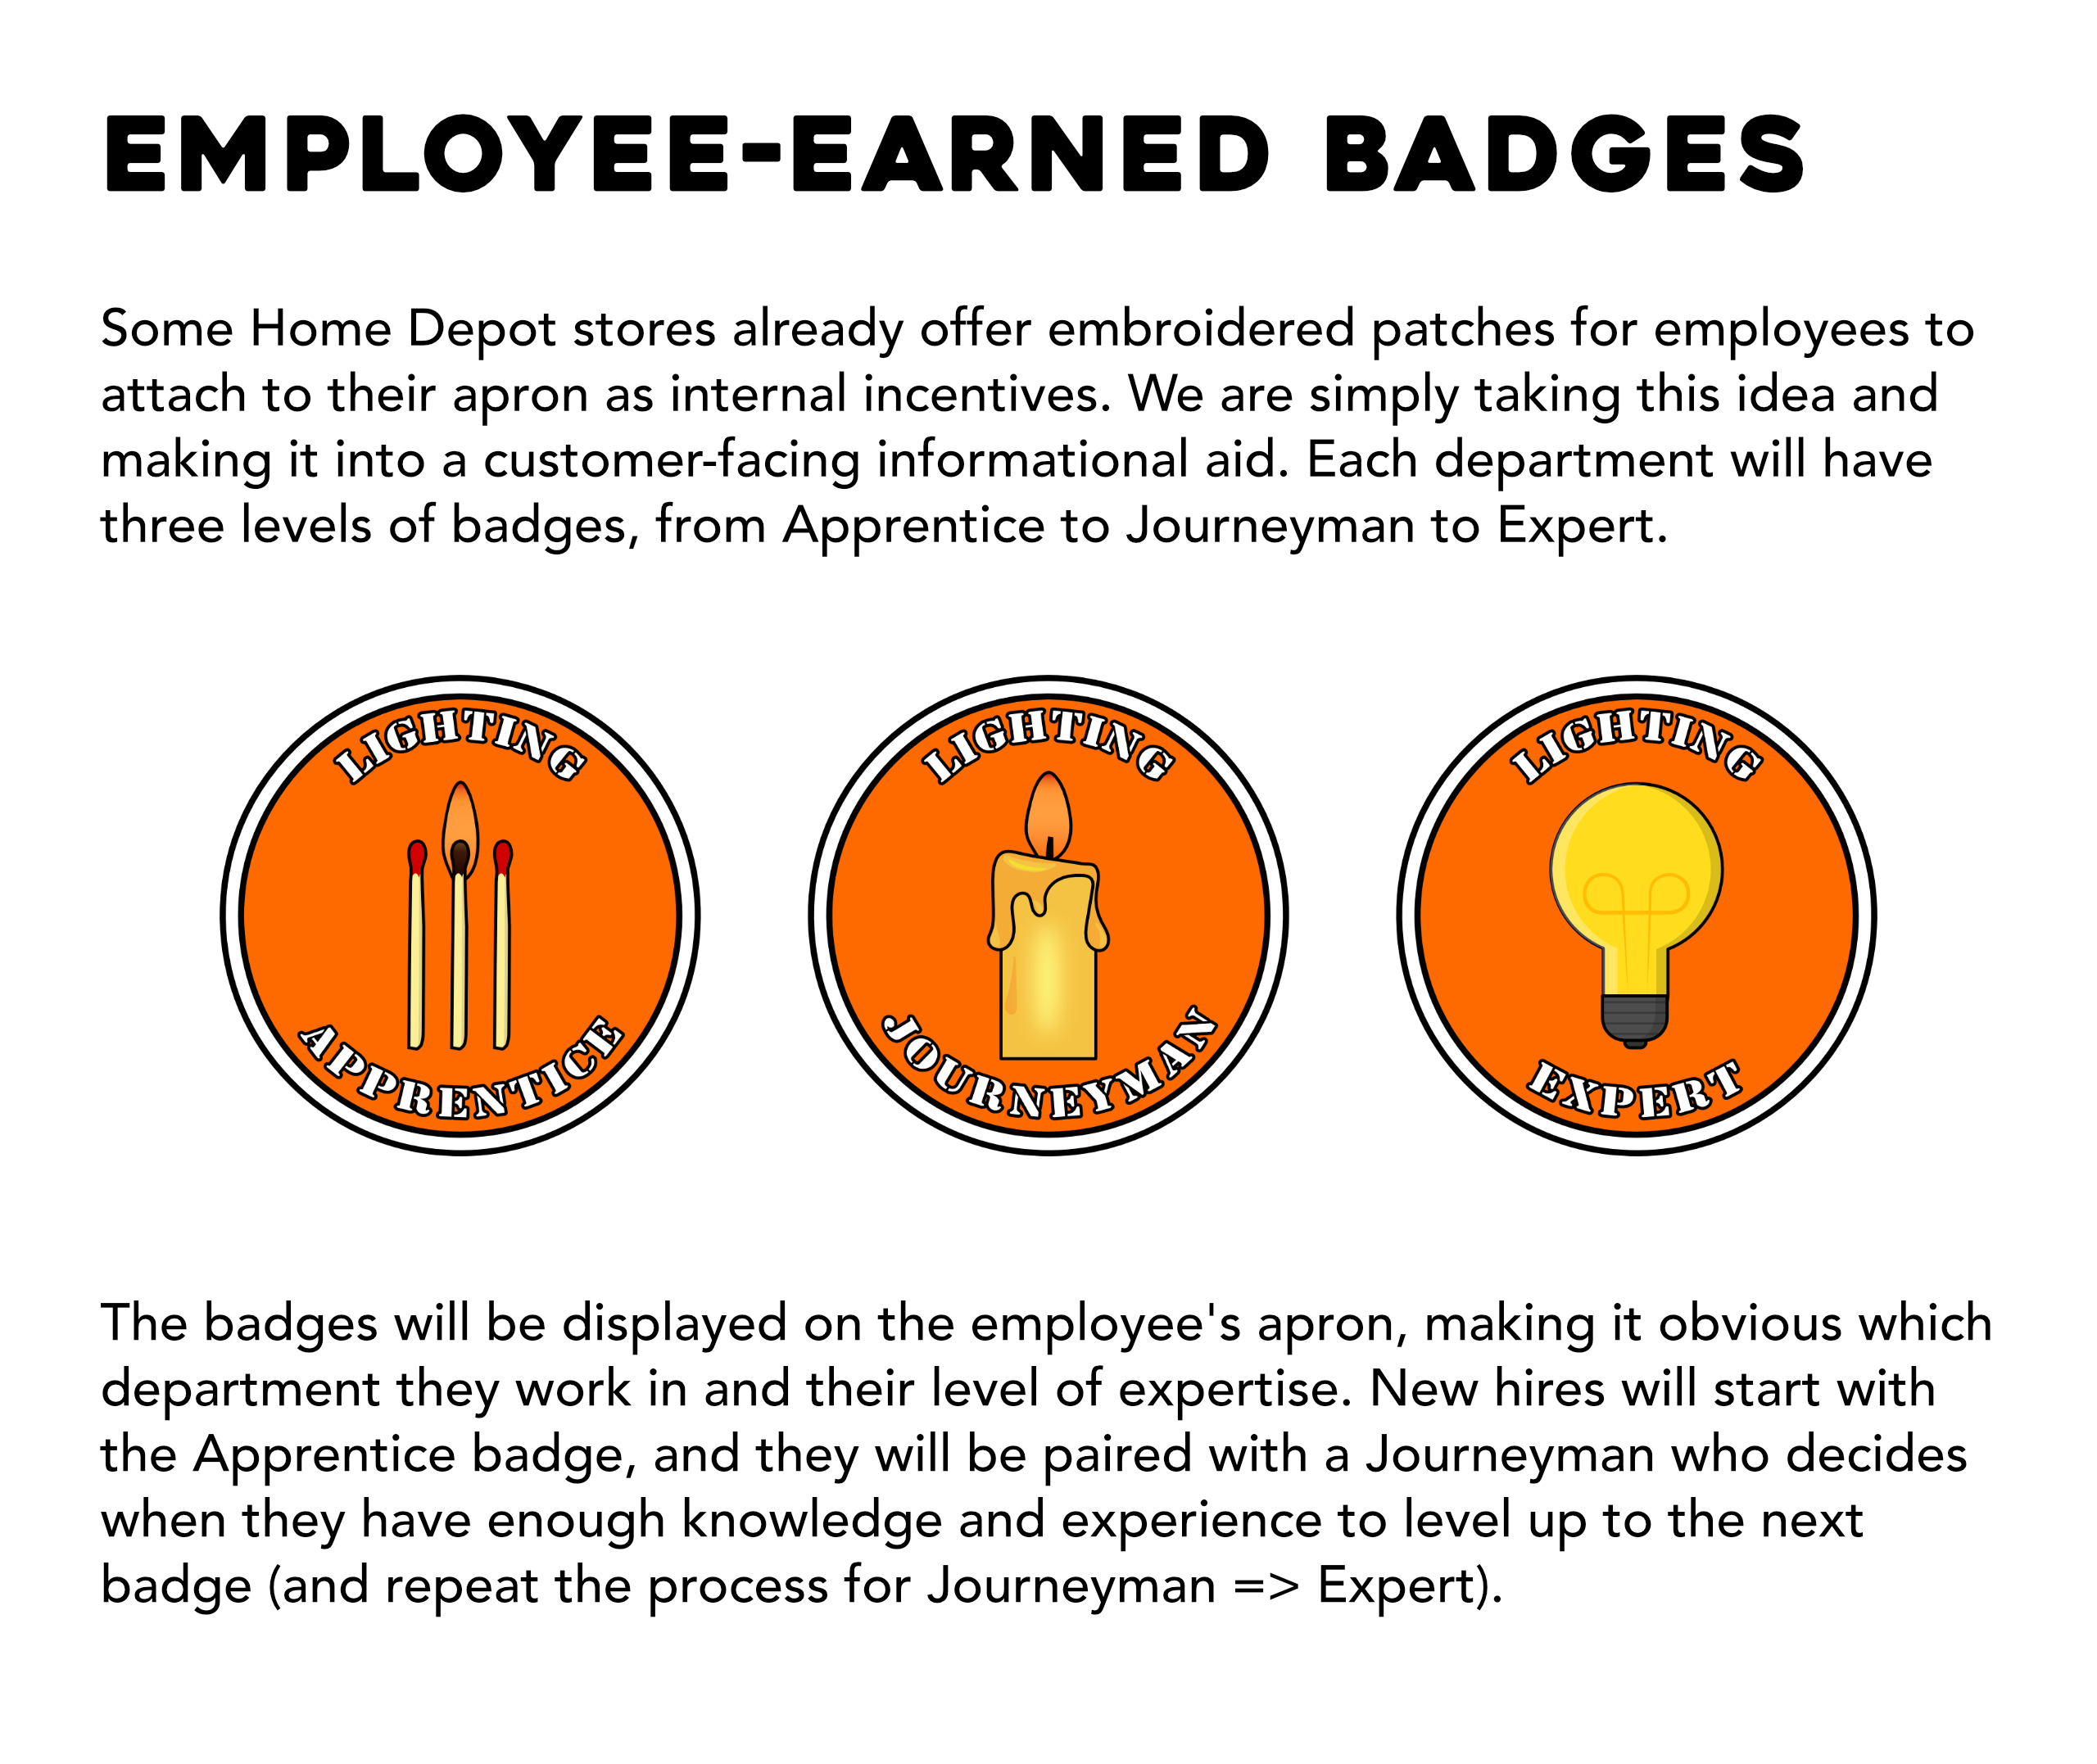 EMPLOYEE-EARNED BADGES
Some Home Depot stores already offer embroidered patches for employees to
attach to their apron as internal incentives. We are simply taking this idea and
making it into a customer-facing informational aid. Each department will have
three levels of badges, from Apprentice to Journeyman to Expert.
LIGHTING
APPRENTICE
LIGHTING
JOURNEYMAN
LIGHTING
EXPERT
The badges will be displayed on the employee's apron, making it obvious which
department they work in and their level of expertise. New hires will start with
the Apprentice badge, and they will be paired with a Journeyman who decides
when they have enough knowledge and experience to level up to the next
badge (and repeat the process for Journeyman => Expert).